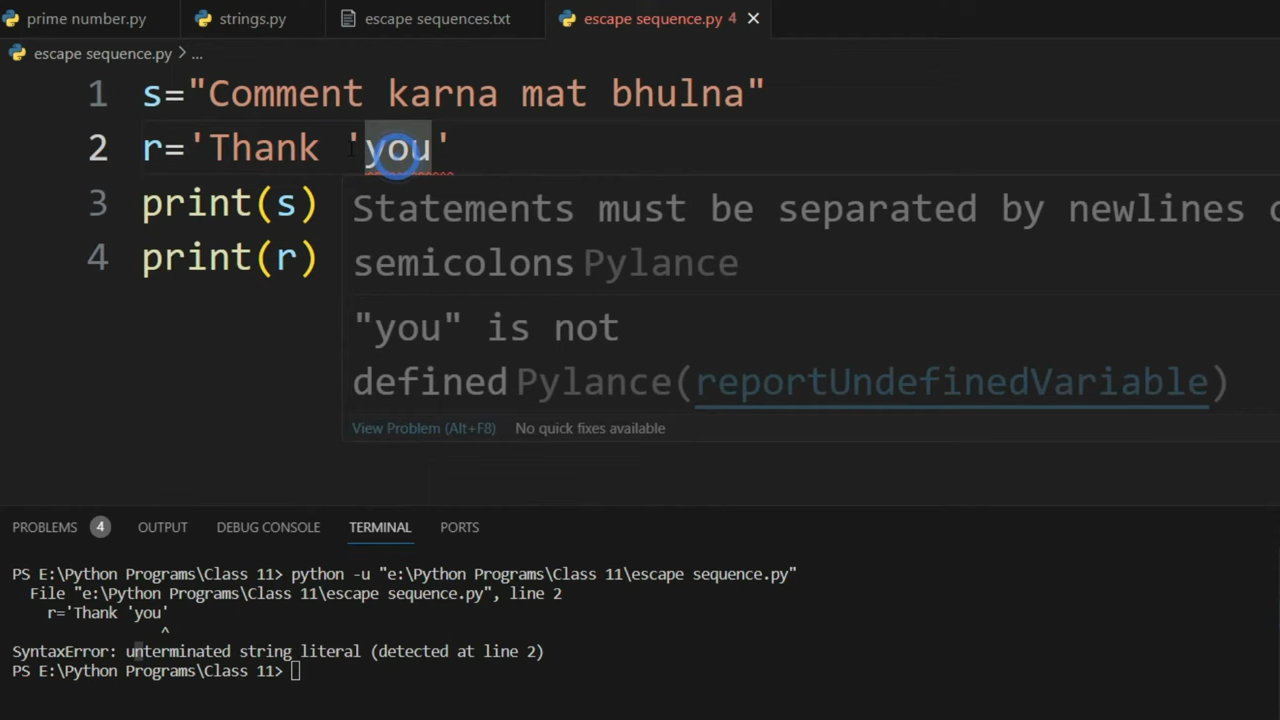 prime number.py strings.py escape sequences.txt escape sequence.py 4
escape sequence.py > ...
1 s="Comment karna mat bhulna"
2 r='Thank 'you'
3 print(s)
4 print(r)
Statements must be separated by newlines
semicolons Pylance
"you" is not
defined Pylance(reportUndefinedVariable)
View Problem (Alt+F8) No quick fixes available
PROBLEMS 4 OUTPUT DEBUG CONSOLE TERMINAL PORTS
PS E:\Python Programs\Class 11> python -u "e:\Python Programs\Class 11\escape sequence.py"
File "e:\Python Programs\Class 11\escape sequence.py", line 2
r='Thank 'you'
^
SyntaxError: unterminated string literal (detected at line 2)
PS E:\Python Programs\Class 11>